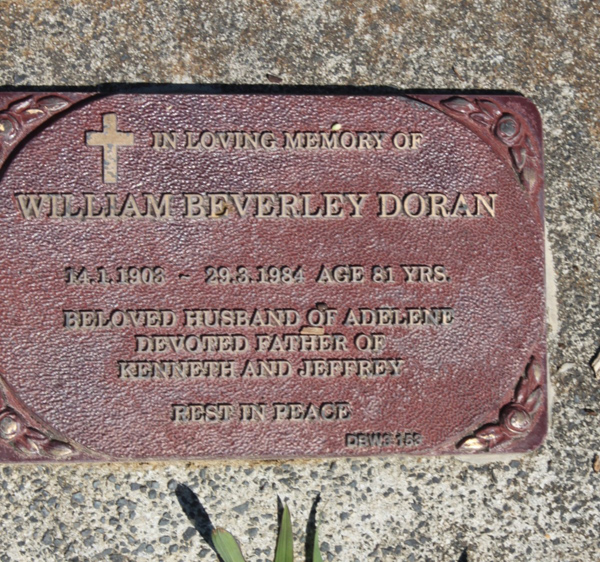 IN LOVING MEMORY OF
WILLIAM BEVERLEY DORAN
14.1.1903 ~ 29.3.1984 AGE 81 YRS.
BELOVED HUSBAND OF ADELENE
DEVOTED FATHER OF
KENNETH AND JEFFREY
REST IN PEACE